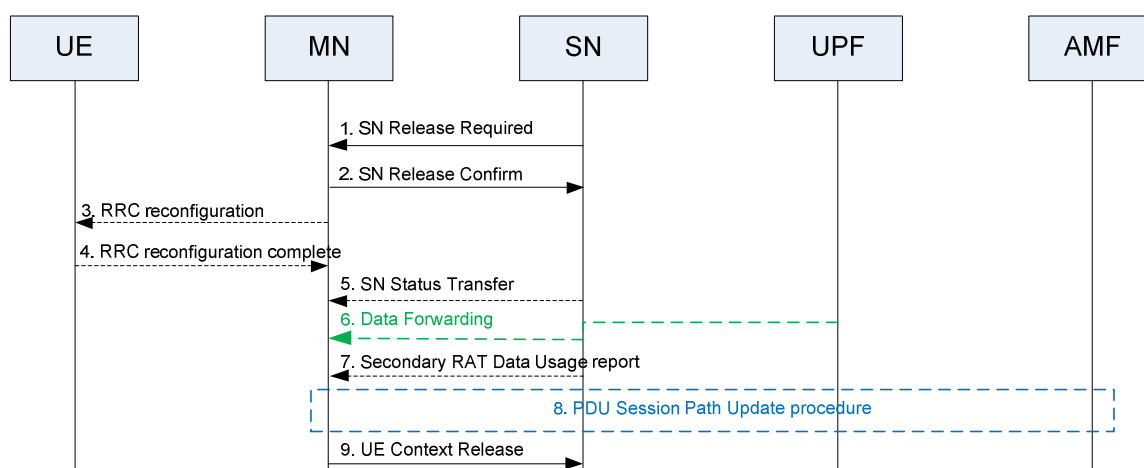 UE
MN
SN
UPF
AMF
1. SN Release Required
2. SN Release Confirm
3. RRC reconfiguration
4. RRC reconfiguration complete
5. SN Status Transfer
6. Data Forwarding
7. Secondary RAT Data Usage report
8. PDU Session Path Update procedure
9. UE Context Release